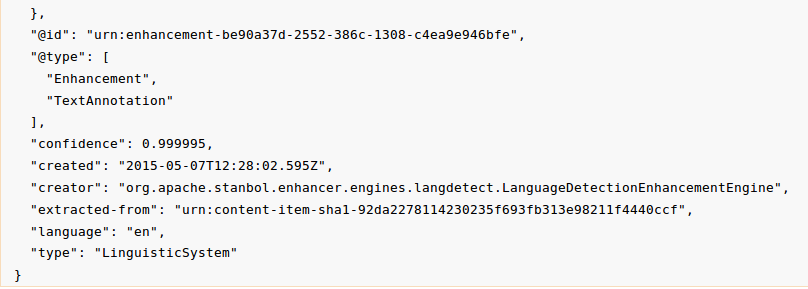 },
"@id": "urn:enhancement-be90a37d-2552-386c-1308-c4ea9e946bfe",
"@type": [
"Enhancement",
"TextAnnotation"
],
"confidence": 0.999995,
"created": "2015-05-07T12:28:02.595Z",
"creator": "org.apache.stanbol.enhancer.engines.langdetect.LanguageDetectionEnhancementEngine",
"extracted-from": "urn:content-item-sha1-92da2278114230235f693fb313e98211f4440ccf",
"language": "en",
"type": "LinguisticSystem"
}